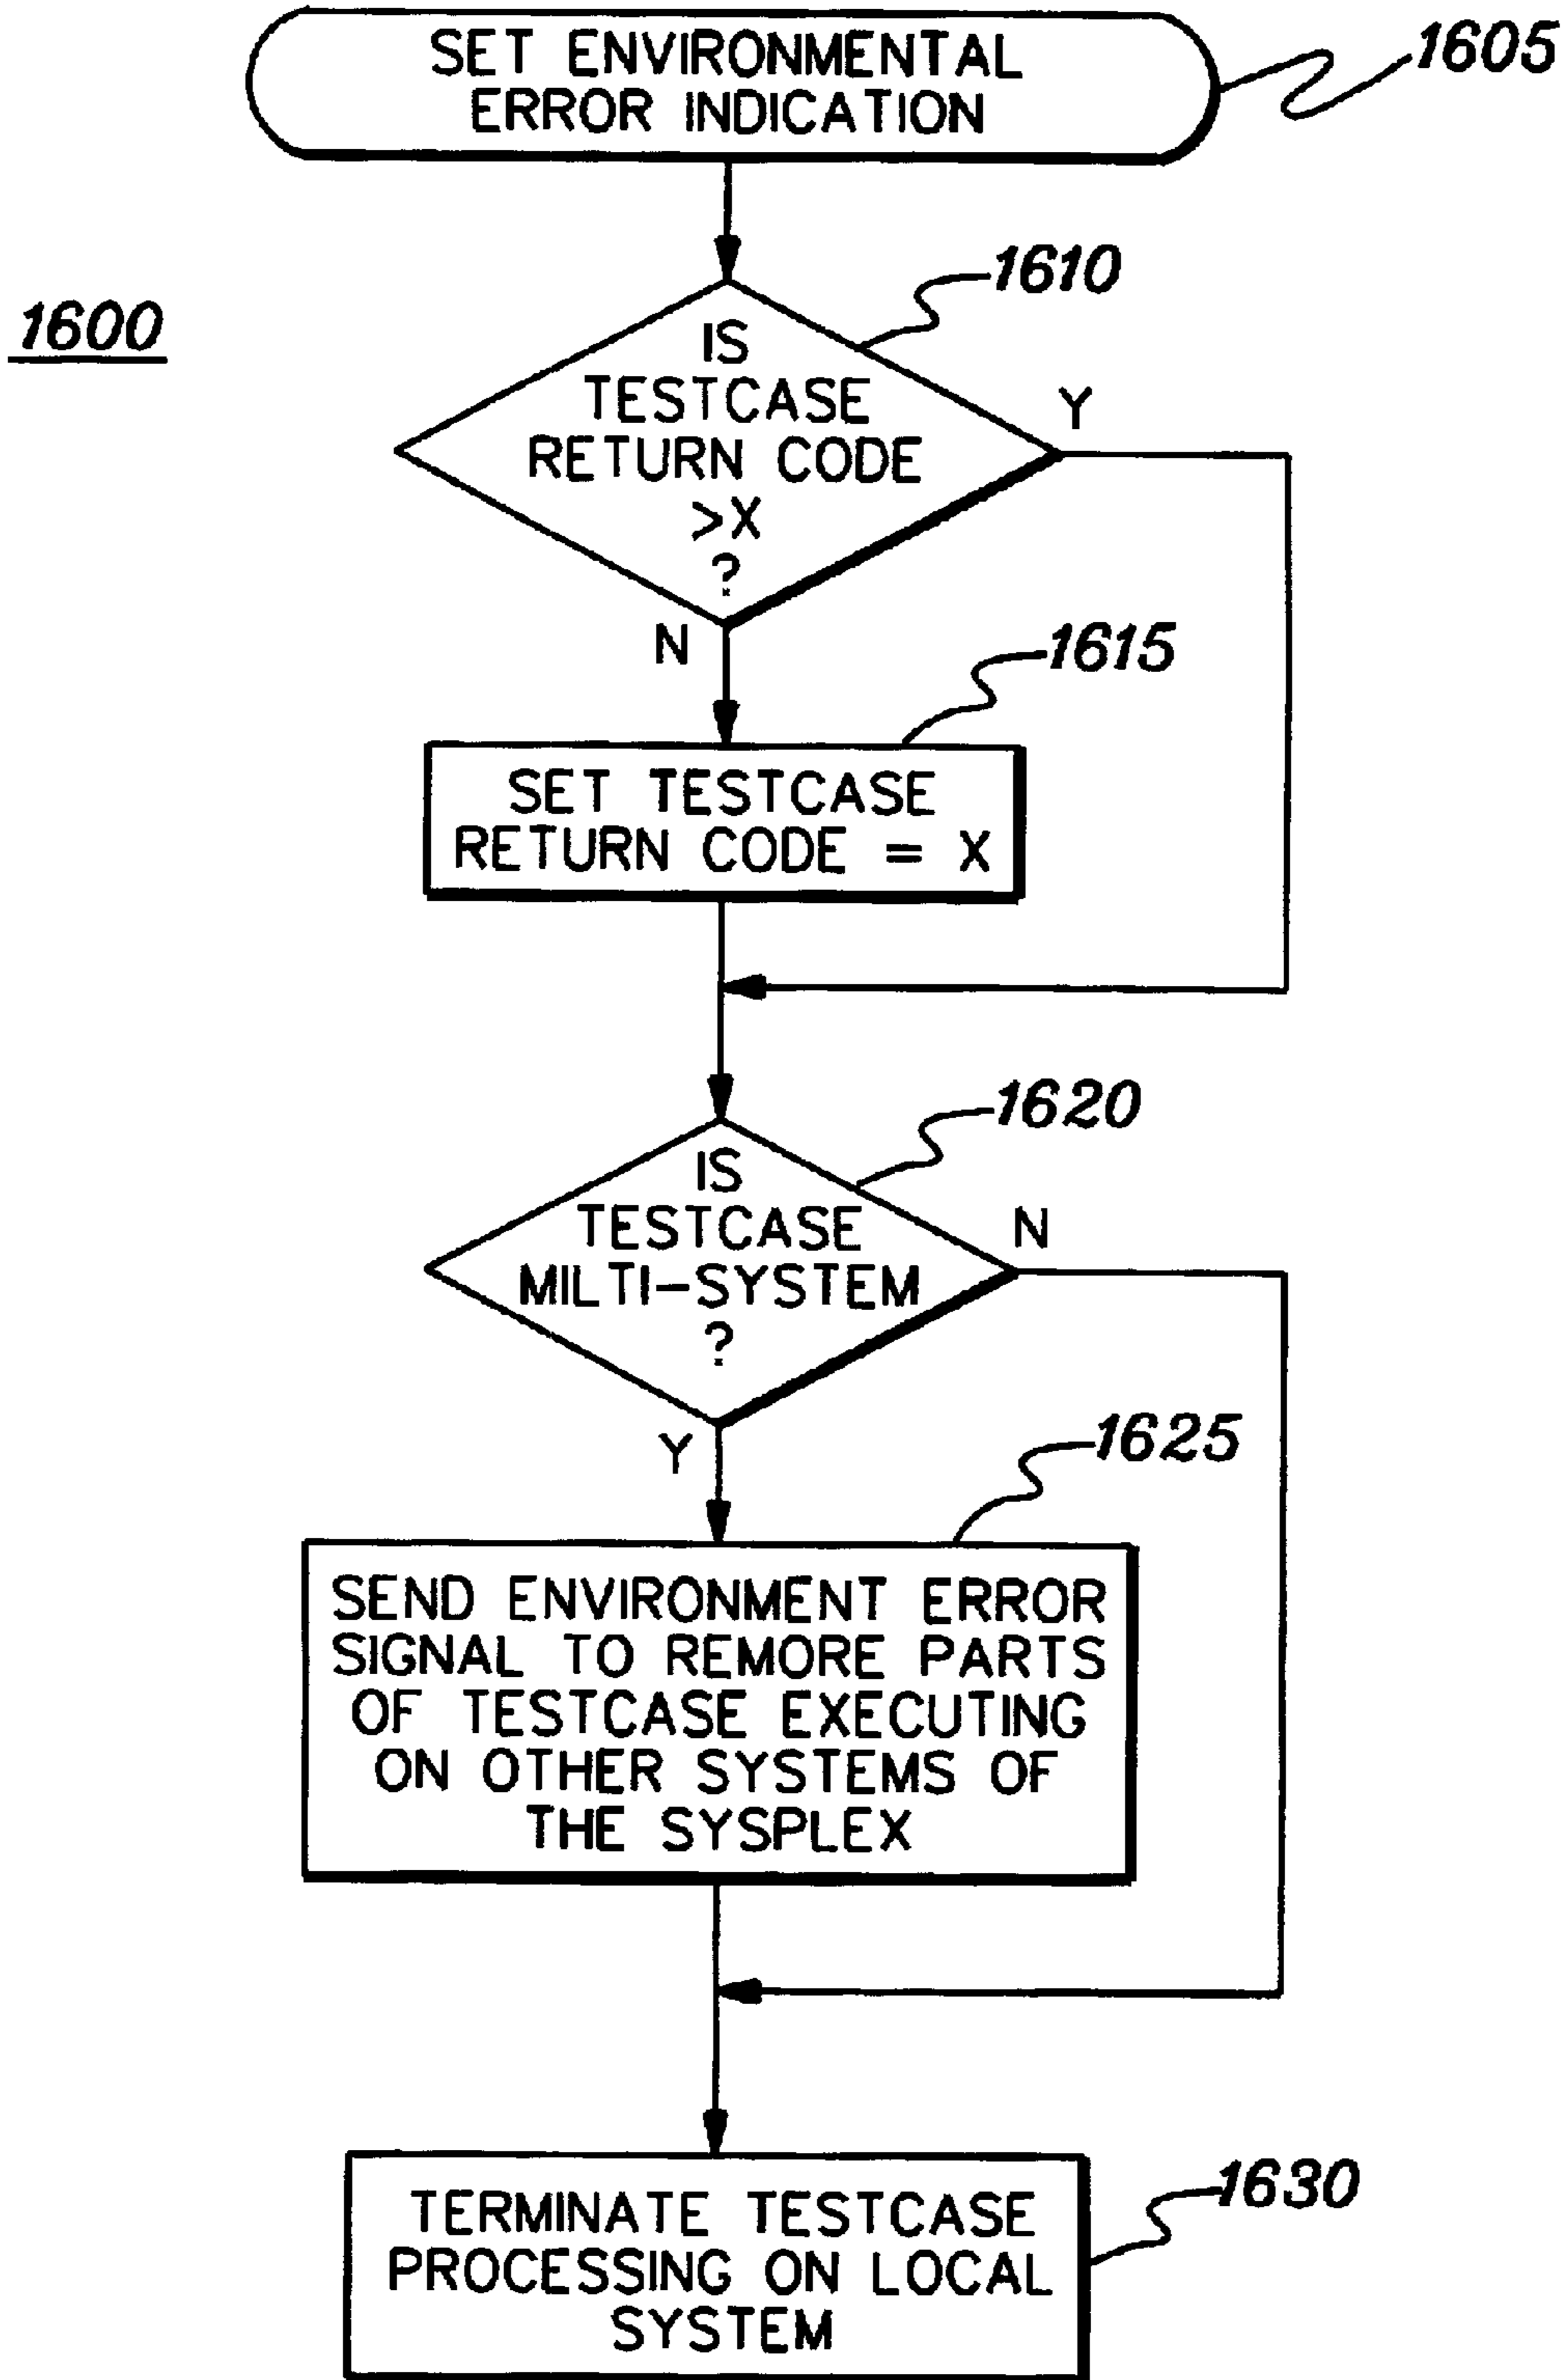 SET ENVIRONMENTAL
ERROR INDICATION
1605
1600
1610
IS
TESTCASE
RETURN CODE
>X
?
Y
N
1615
SET TESTCASE
RETURN CODE = X
1620
IS
TESTCASE
MILTI-SYSTEM
?
N
Y
1625
SEND ENVIRONMENT ERROR
SIGNAL TO REMORE PARTS
OF TESTCASE EXECUTING
ON OTHER SYSTEMS OF
THE SYSPLEX
1630
TERMINATE TESTCASE
PROCESSING ON LOCAL
SYSTEM